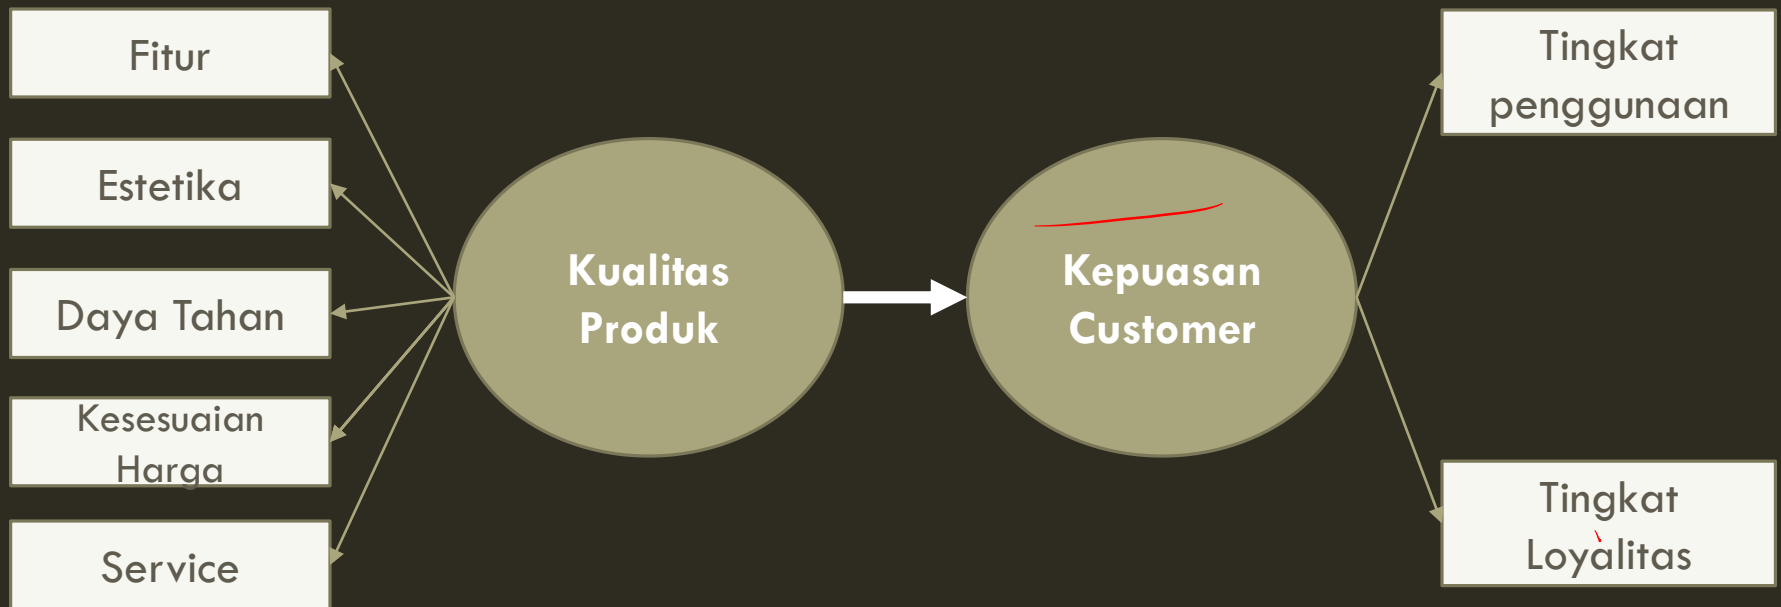 Fitur
Estetika
Daya Tahan
Kesesuaian
Harga
Service
Kualitas
Produk
Kepuasan
Customer
Tingkat
penggunaan
Tingkat
Loyalitas